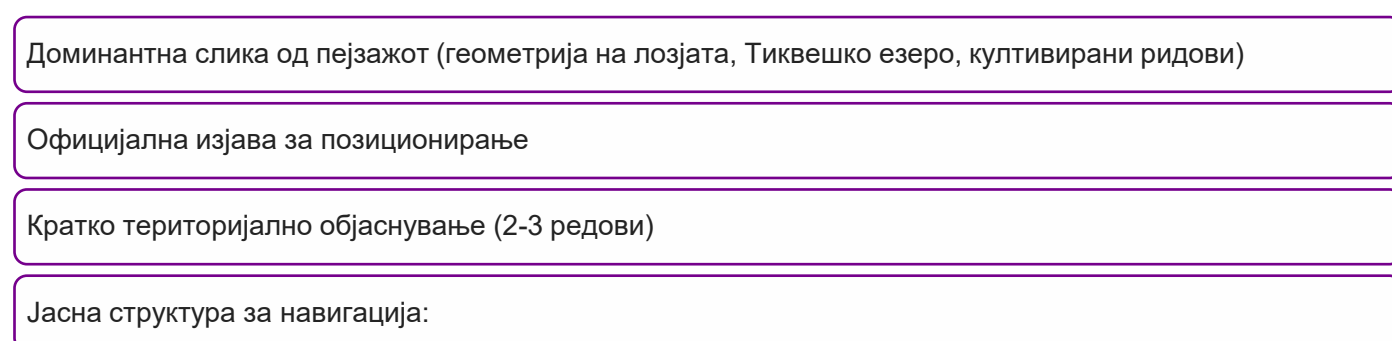 Доминантна слика од пејзажот (геометрија на лозјата, Тиквешко езеро, култивирани ридови)
Официјална изјава за позиционирање
Кратко територијално објаснување (2-3 редови)
Јасна структура за навигација: